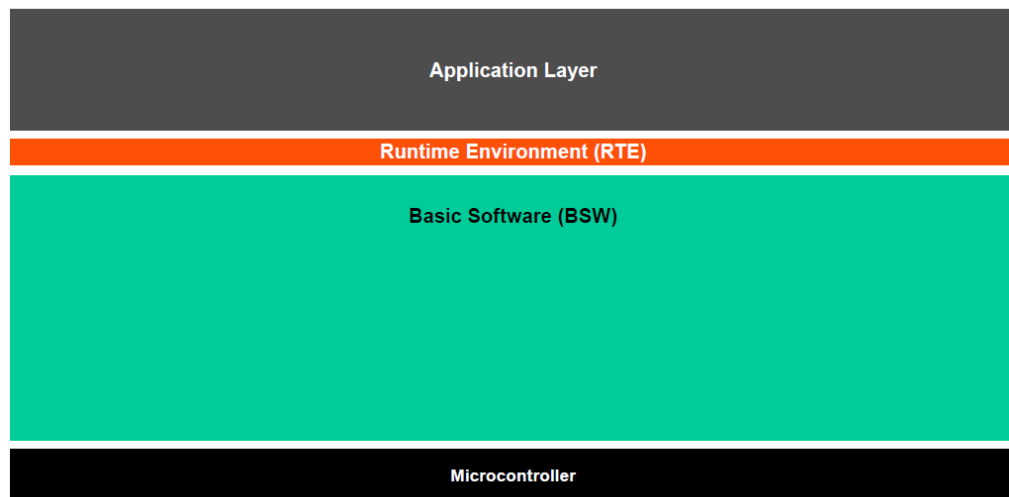 Application Layer
Runtime Environment (RTE)
Basic Software (BSW)
Microcontroller